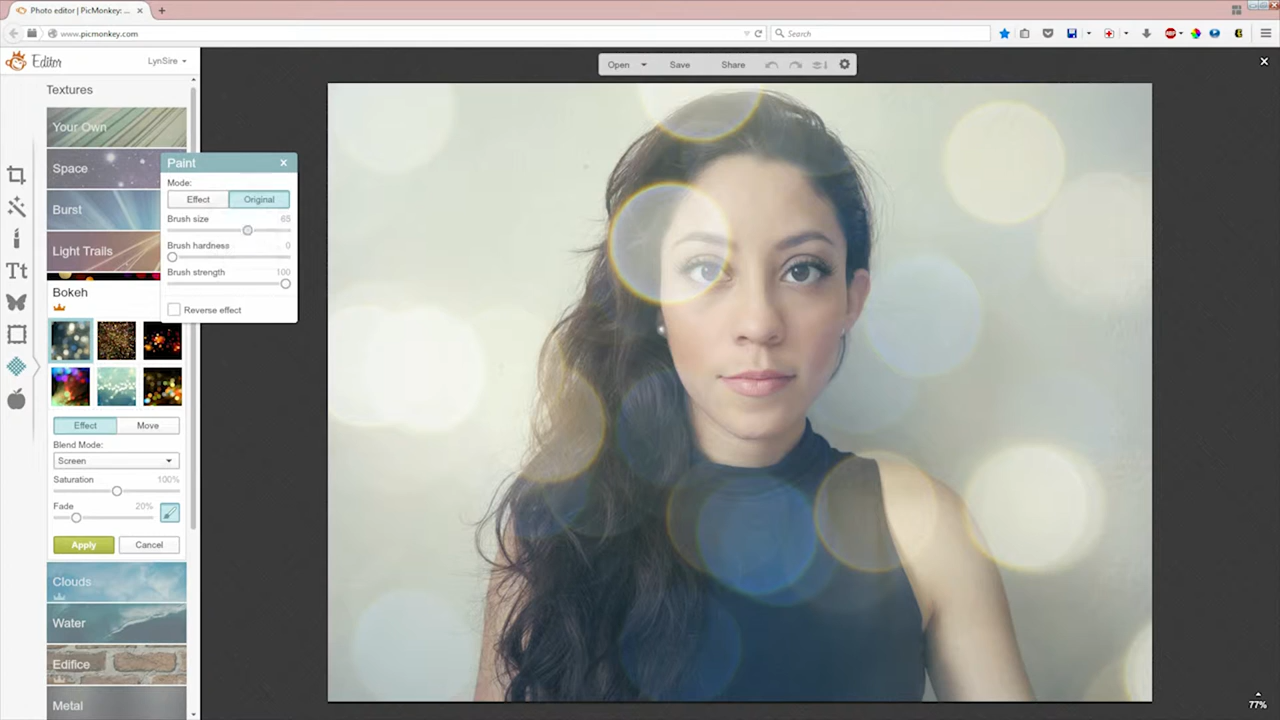 Photo editor | PicMonkey: ...
www.picmonkey.com
Search
Editor
LynSire
Open
Save
Share
Textures
Your Own
Space
Burst
Light Trails
Bokeh
Paint
Mode:
Effect
Original
Brush size
65
Brush hardness
0
Brush strength
100
Reverse effect
Tt
Effect
Move
Blend Mode:
Screen
Saturation
100%
Fade
20%
Apply
Cancel
Clouds
Water
Edifice
Metal
77%